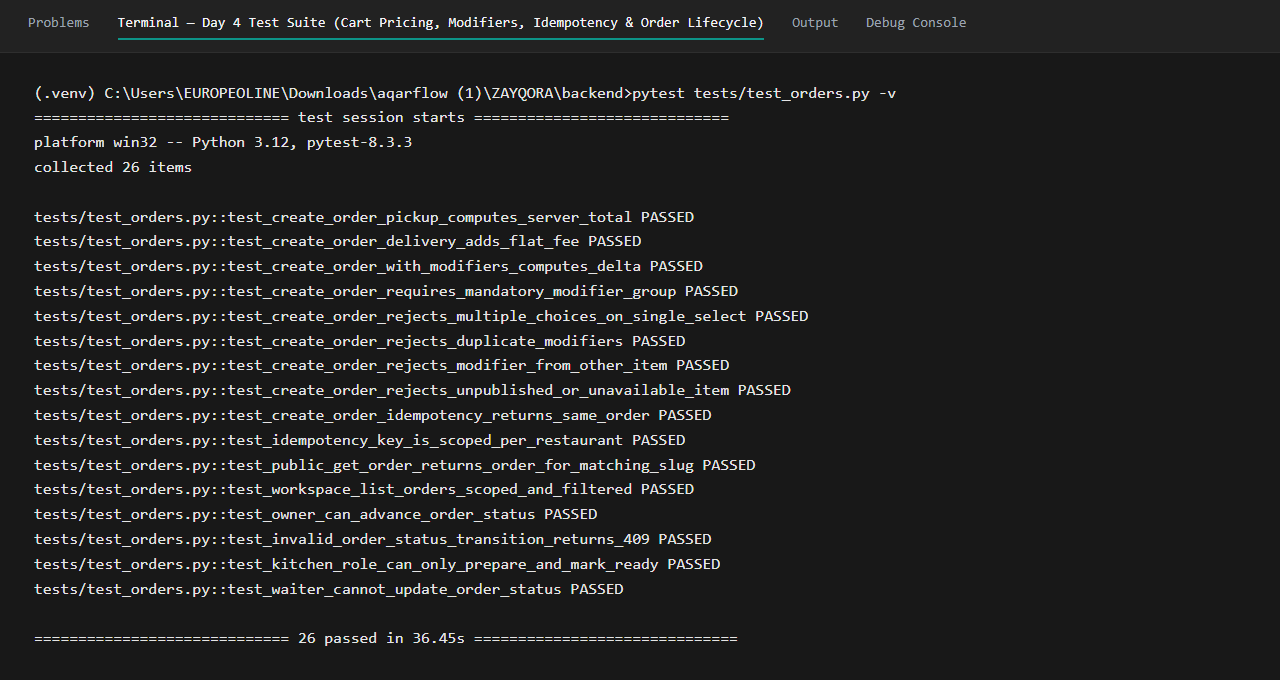 Problems Terminal — Day 4 Test Suite (Cart Pricing, Modifiers, Idempotency & Order Lifecycle) Output Debug Console
(.venv) C:\Users\EUROPEOLINE\Downloads\aqarflow (1)\ZAYQORA\backend>pytest tests/test_orders.py -v
============================= test session starts =============================
platform win32 -- Python 3.12, pytest-8.3.3
collected 26 items
tests/test_orders.py::test_create_order_pickup_computes_server_total PASSED
tests/test_orders.py::test_create_order_delivery_adds_flat_fee PASSED
tests/test_orders.py::test_create_order_with_modifiers_computes_delta PASSED
tests/test_orders.py::test_create_order_requires_mandatory_modifier_group PASSED
tests/test_orders.py::test_create_order_rejects_multiple_choices_on_single_select PASSED
tests/test_orders.py::test_create_order_rejects_duplicate_modifiers PASSED
tests/test_orders.py::test_create_order_rejects_modifier_from_other_item PASSED
tests/test_orders.py::test_create_order_rejects_unpublished_or_unavailable_item PASSED
tests/test_orders.py::test_create_order_idempotency_returns_same_order PASSED
tests/test_orders.py::test_idempotency_key_is_scoped_per_restaurant PASSED
tests/test_orders.py::test_public_get_order_returns_order_for_matching_slug PASSED
tests/test_orders.py::test_workspace_list_orders_scoped_and_filtered PASSED
tests/test_orders.py::test_owner_can_advance_order_status PASSED
tests/test_orders.py::test_invalid_order_status_transition_returns_409 PASSED
tests/test_orders.py::test_kitchen_role_can_only_prepare_and_mark_ready PASSED
tests/test_orders.py::test_waiter_cannot_update_order_status PASSED
============================= 26 passed in 36.45s ==============================